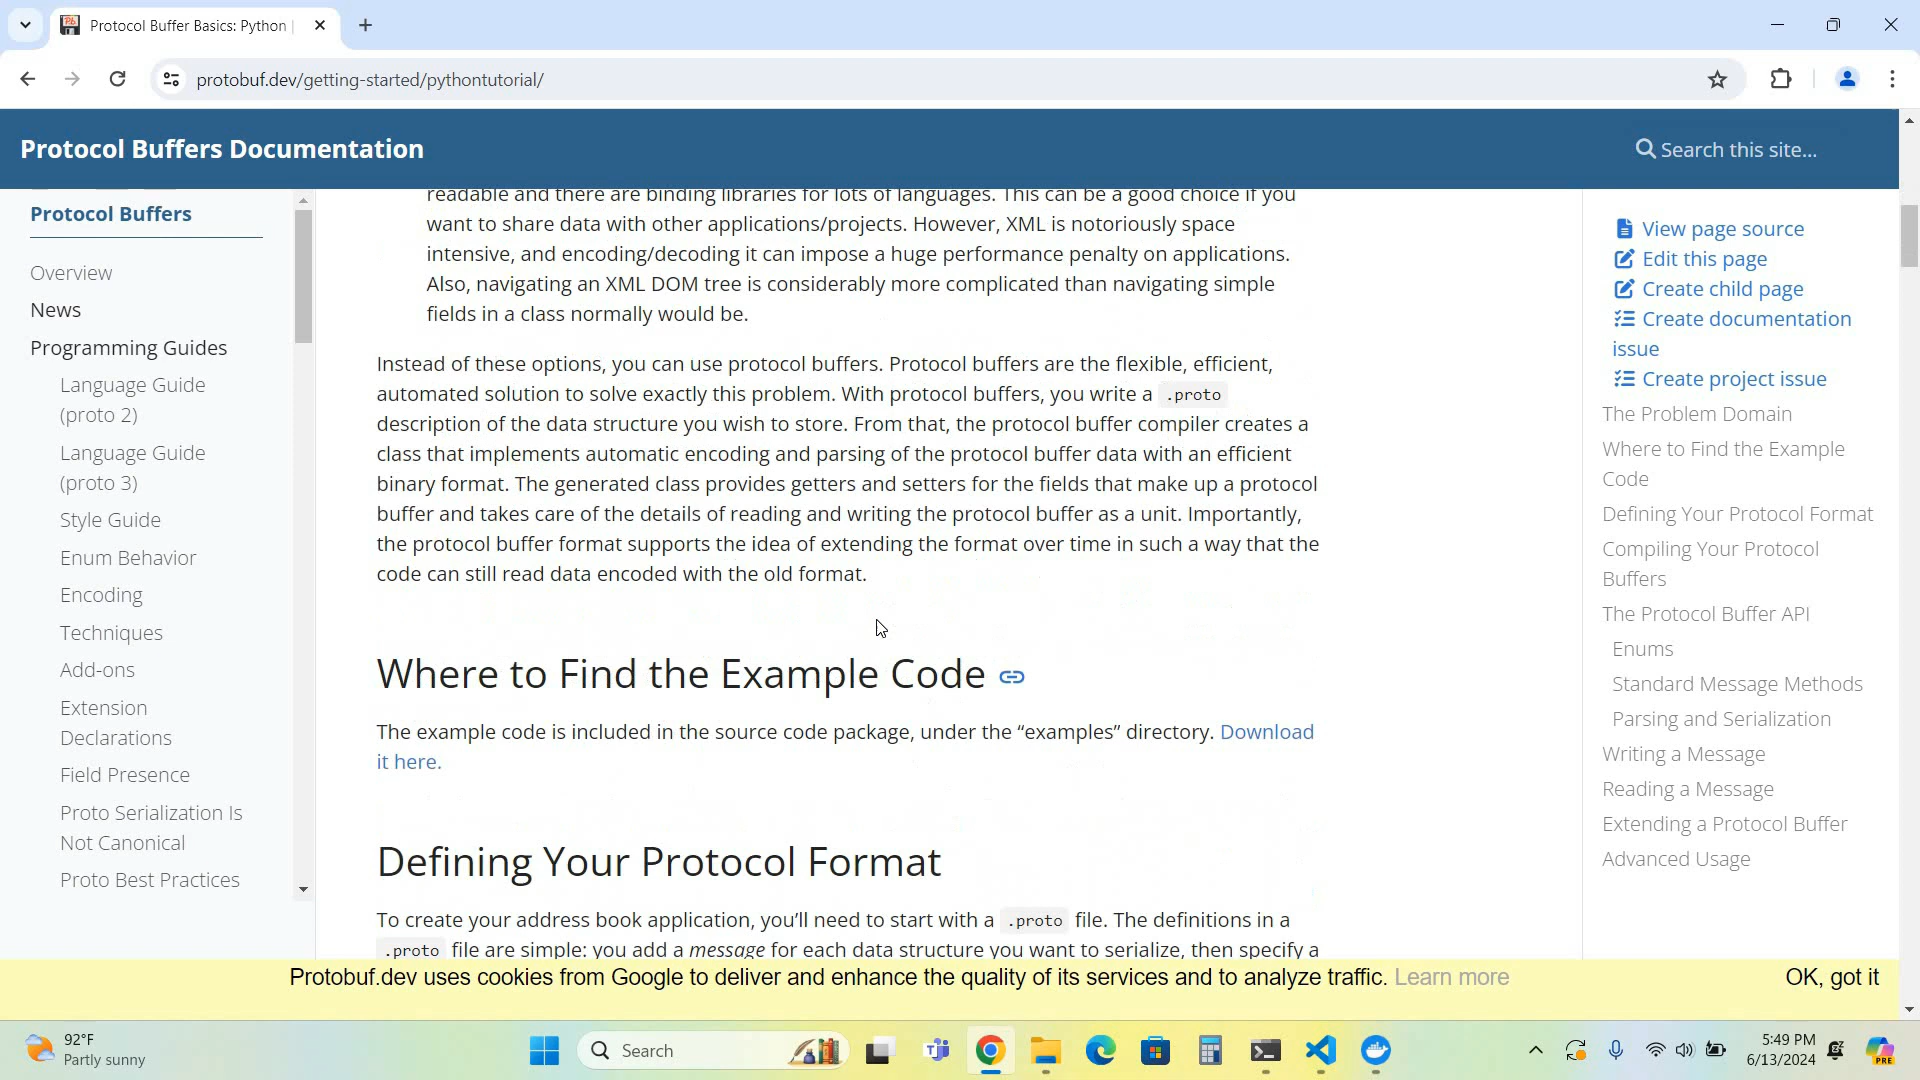 Protocol Buffer Basics: Python |
protobuf.dev/getting-started/pythontutorial/
Protocol Buffers Documentation
Search this site...
Protocol Buffers
Overview
News
Programming Guides
Language Guide
(proto 2)
Language Guide
(proto 3)
Style Guide
Enum Behavior
Encoding
Techniques
Add-ons
Extension
Declarations
Field Presence
Proto Serialization Is
Not Canonical
Proto Best Practices
readable and there are binding libraries for lots of languages. This can be a good choice if you
want to share data with other applications/projects. However, XML is notoriously space
intensive, and encoding/decoding it can impose a huge performance penalty on applications.
Also, navigating an XML DOM tree is considerably more complicated than navigating simple
fields in a class normally would be.
Instead of these options, you can use protocol buffers. Protocol buffers are the flexible, efficient,
automated solution to solve exactly this problem. With protocol buffers, you write a .proto
description of the data structure you wish to store. From that, the protocol buffer compiler creates a
class that implements automatic encoding and parsing of the protocol buffer data with an efficient
binary format. The generated class provides getters and setters for the fields that make up a protocol
buffer and takes care of the details of reading and writing the protocol buffer as a unit. Importantly,
the protocol buffer format supports the idea of extending the format over time in such a way that the
code can still read data encoded with the old format.
Where to Find the Example Code
The example code is included in the source code package, under the “examples” directory. Download
it here.
Defining Your Protocol Format
To create your address book application, you’ll need to start with a .proto file. The definitions in a
.proto file are simple: you add a message for each data structure you want to serialize, then specify a
View page source
Edit this page
Create child page
Create documentation
issue
Create project issue
The Problem Domain
Where to Find the Example
Code
Defining Your Protocol Format
Compiling Your Protocol
Buffers
The Protocol Buffer API
Enums
Standard Message Methods
Parsing and Serialization
Writing a Message
Reading a Message
Extending a Protocol Buffer
Advanced Usage
Protobuf.dev uses cookies from Google to deliver and enhance the quality of its services and to analyze traffic. Learn more
OK, got it
92°F
Partly sunny
Search
5:49 PM
6/13/2024
PRE